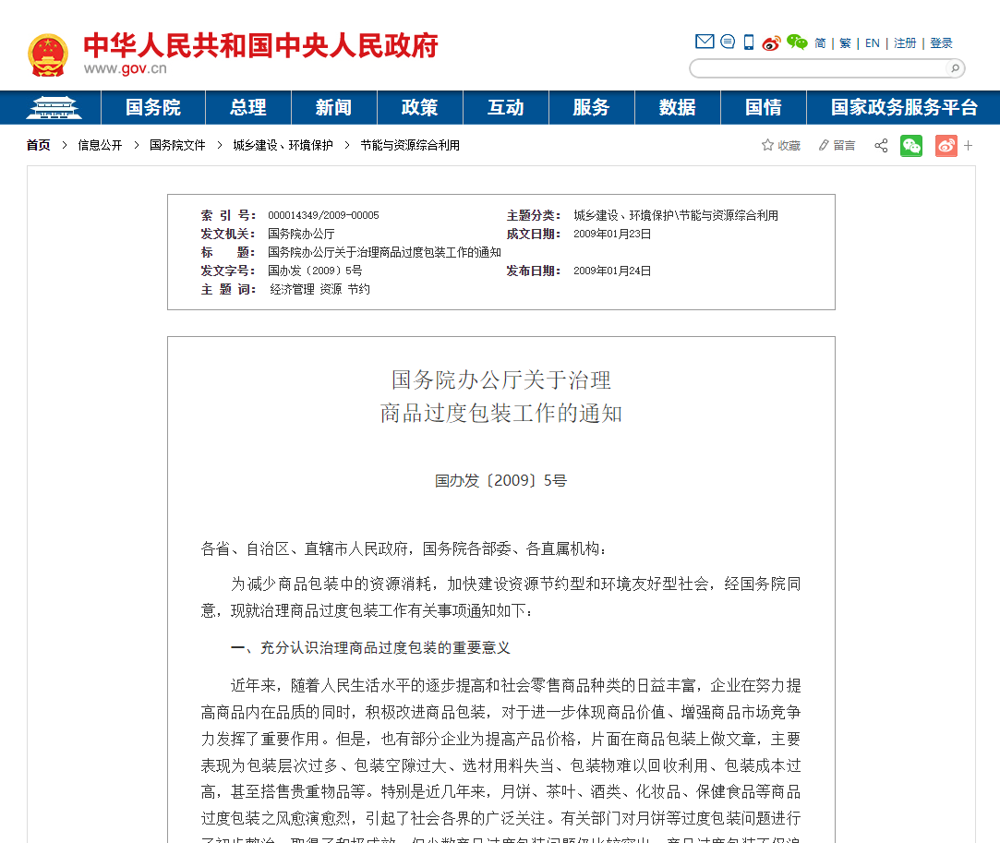 中华人民共和国中央人民政府
www.gov.cn
简 | 繁 | EN | 注册 | 登录
国务院 总理 新闻 政策 互动 服务 数据 国情 国家政务服务平台
首页 > 信息公开 > 国务院文件 > 城乡建设、环境保护 > 节能与资源综合利用
收藏 留言
索 引 号： 000014349/2009-00005 主题分类： 城乡建设、环境保护\节能与资源综合利用
发文机关： 国务院办公厅 成文日期： 2009年01月23日
标 题： 国务院办公厅关于治理商品过度包装工作的通知
发文字号： 国办发〔2009〕5号 发布日期： 2009年01月24日
主 题 词： 经济管理 资源 节约
国务院办公厅关于治理
商品过度包装工作的通知
国办发〔2009〕5号
各省、自治区、直辖市人民政府，国务院各部委、各直属机构：
为减少商品包装中的资源消耗，加快建设资源节约型和环境友好型社会，经国务院同
意，现就治理商品过度包装工作有关事项通知如下：
一、充分认识治理商品过度包装的重要意义
近年来，随着人民生活水平的逐步提高和社会零售商品种类的日益丰富，企业在努力提
高商品内在品质的同时，积极改进商品包装，对于进一步体现商品价值、增强商品市场竞争
力发挥了重要作用。但是，也有部分企业为提高产品价格，片面在商品包装上做文章，主要
表现为包装层次过多、包装空隙过大、选材用料失当、包装物难以回收利用、包装成本过
高，甚至搭售贵重物品等。特别是近几年来，月饼、茶叶、酒类、化妆品、保健食品等商品
过度包装之风愈演愈烈，引起了社会各界的广泛关注。有关部门对月饼等过度包装问题进行